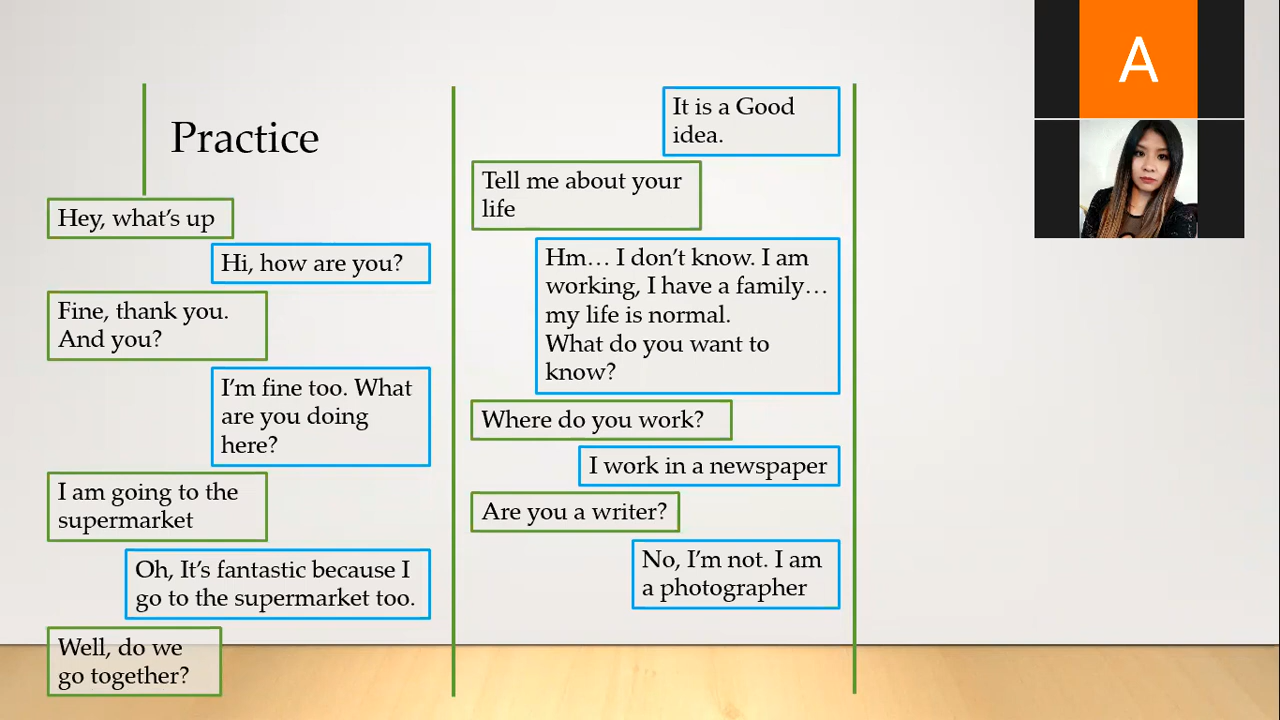 Practice
Hey, what's up
Hi, how are you?
Fine, thank you.
And you?
I'm fine too. What
are you doing
here?
I am going to the
supermarket
Oh, It's fantastic because I
go to the supermarket too.
Well, do we
go together?
It is a Good
idea.
Tell me about your
life
Hm… I don't know. I am
working, I have a family…
my life is normal.
What do you want to
know?
Where do you work?
I work in a newspaper
Are you a writer?
No, I'm not. I am
a photographer
A